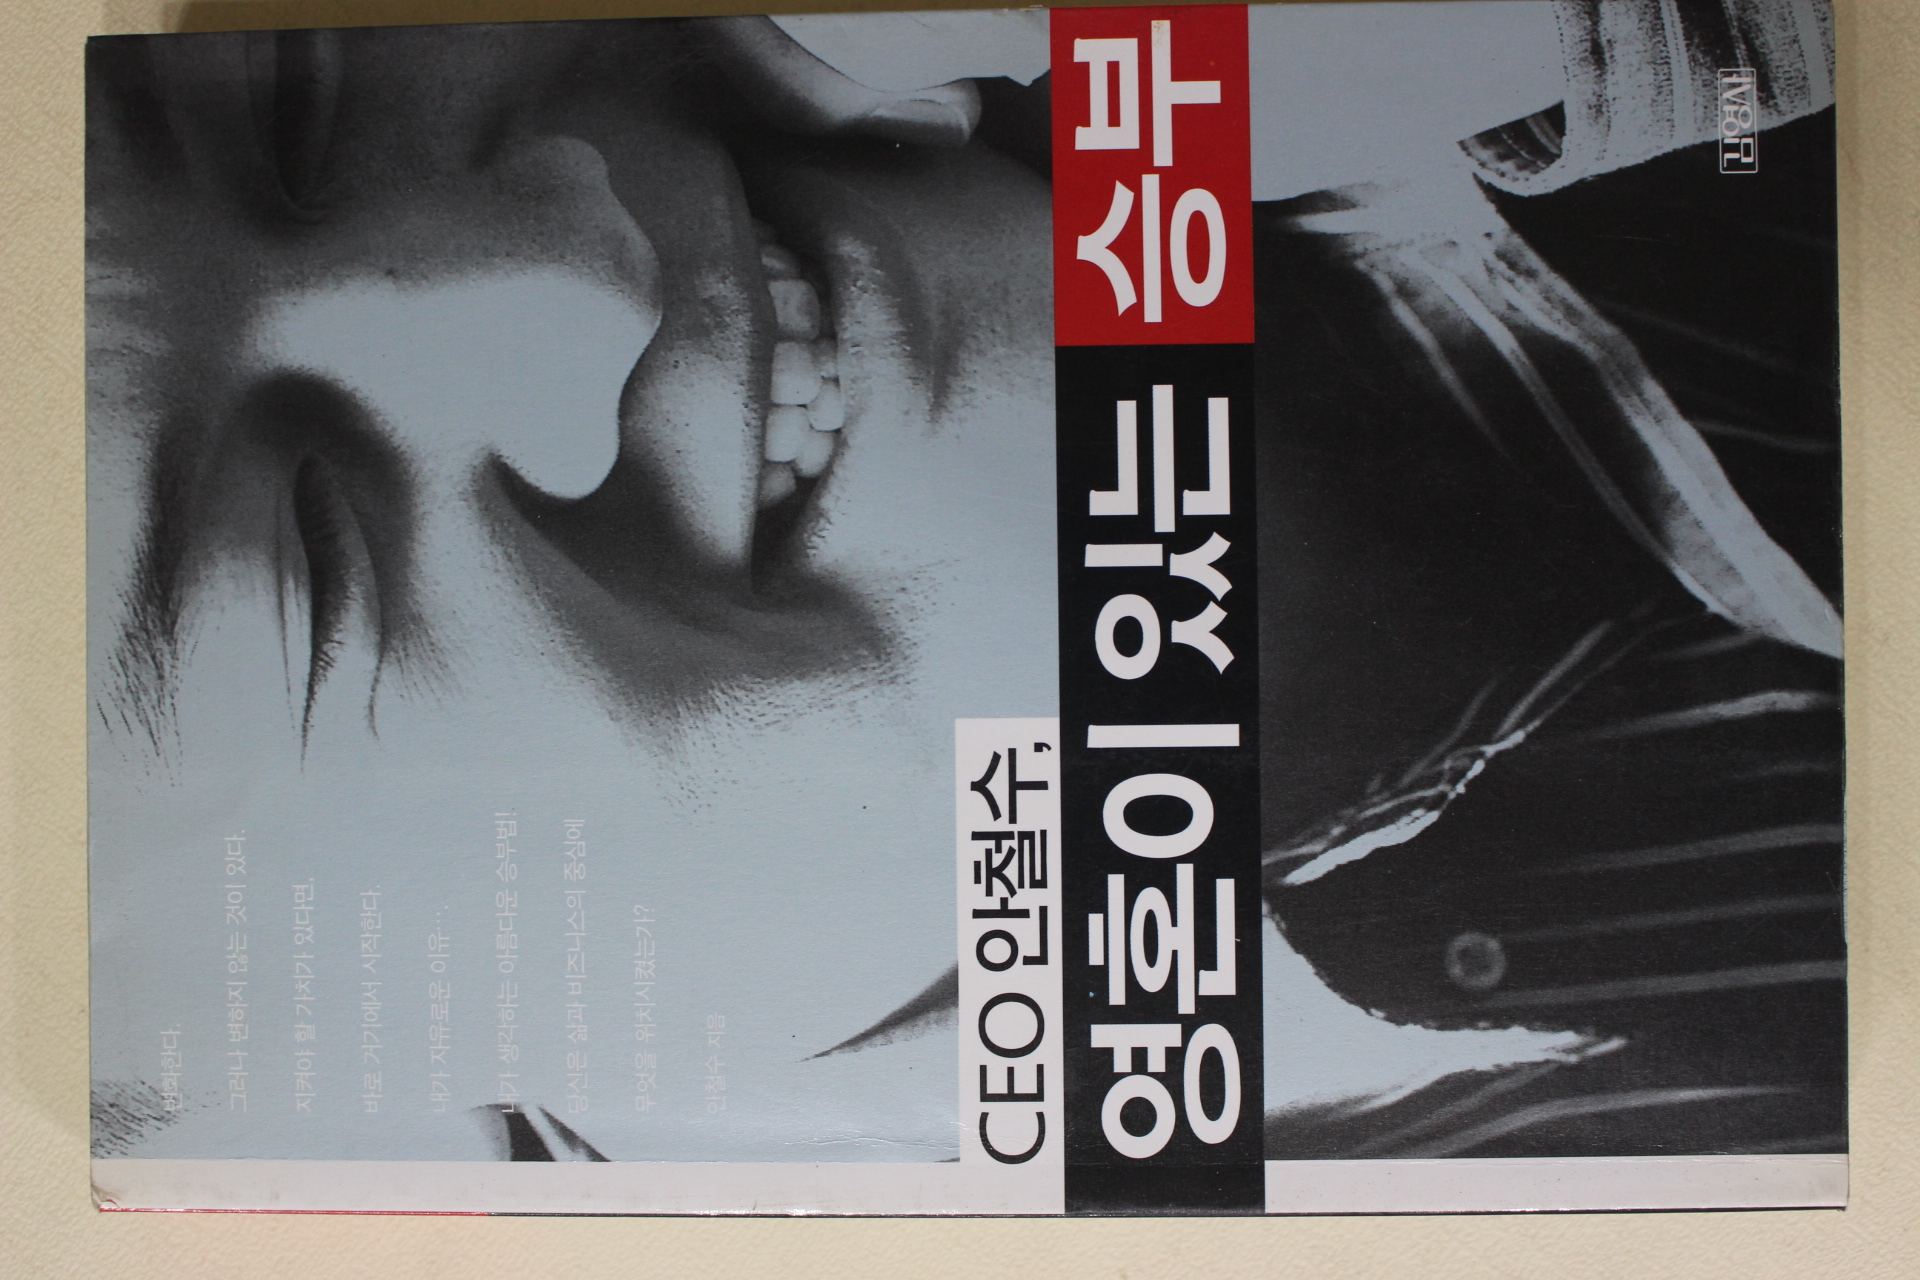 변화한다.
그러나 변하지 않는 것이 있다.
지켜야 할 가치가 있다면,
바로 거기에서 시작한다.
내가 자유로운 이유….
내가 생각하는 아름다운 승부법!
당신은 삶과 비즈니스의 중심에
무엇을 위치시켰는가?
안철수 지음
CEO 안철수,
영혼이 있는 승부
김영사